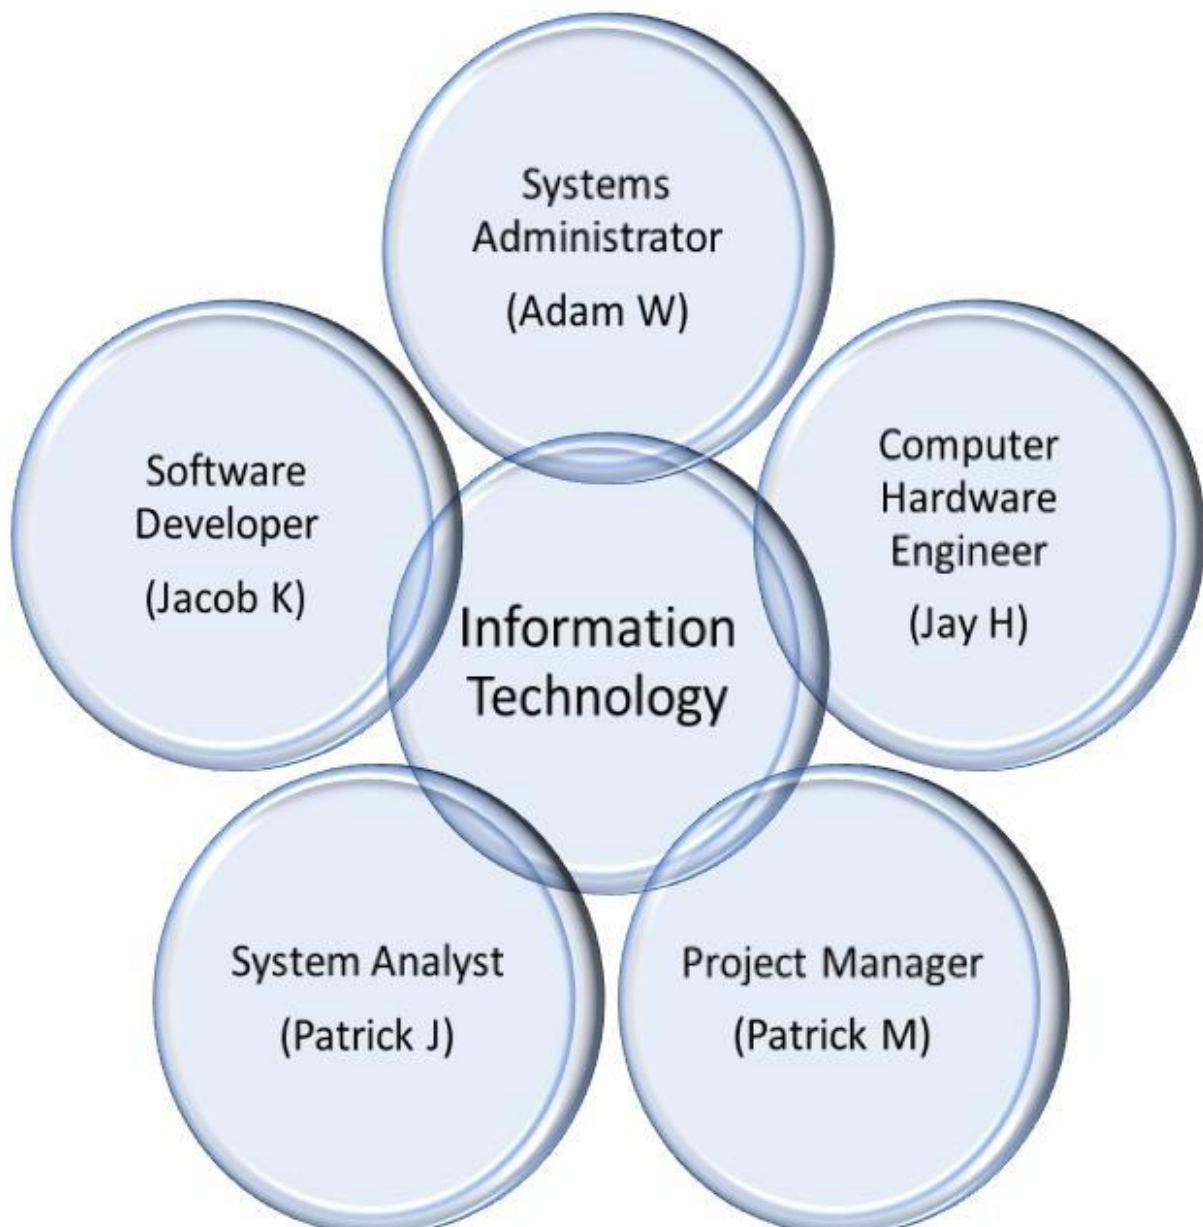 Systems
Administrator
(Adam W)
Software
Developer
(Jacob K)
Computer
Hardware
Engineer
(Jay H)
Information
Technology
System Analyst
(Patrick J)
Project Manager
(Patrick M)